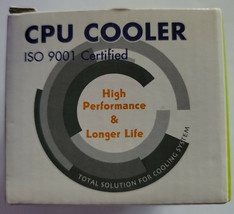 CPU COOLER
ISO 9001 Certified
High
Performance
&
Longer Life
TOTAL SOLUTION FOR COOLING SYSTEM